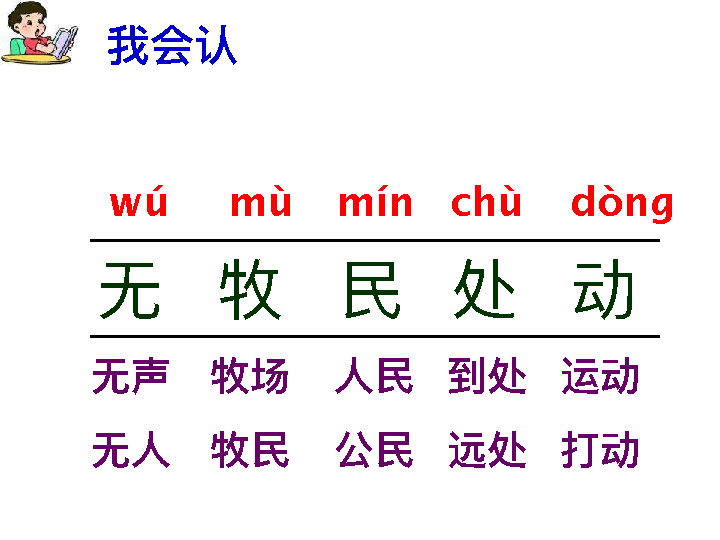 我会认
wú mù mín chù dòng
无 牧 民 处 动
无声 牧场 人民 到处 运动
无人 牧民 公民 远处 打动